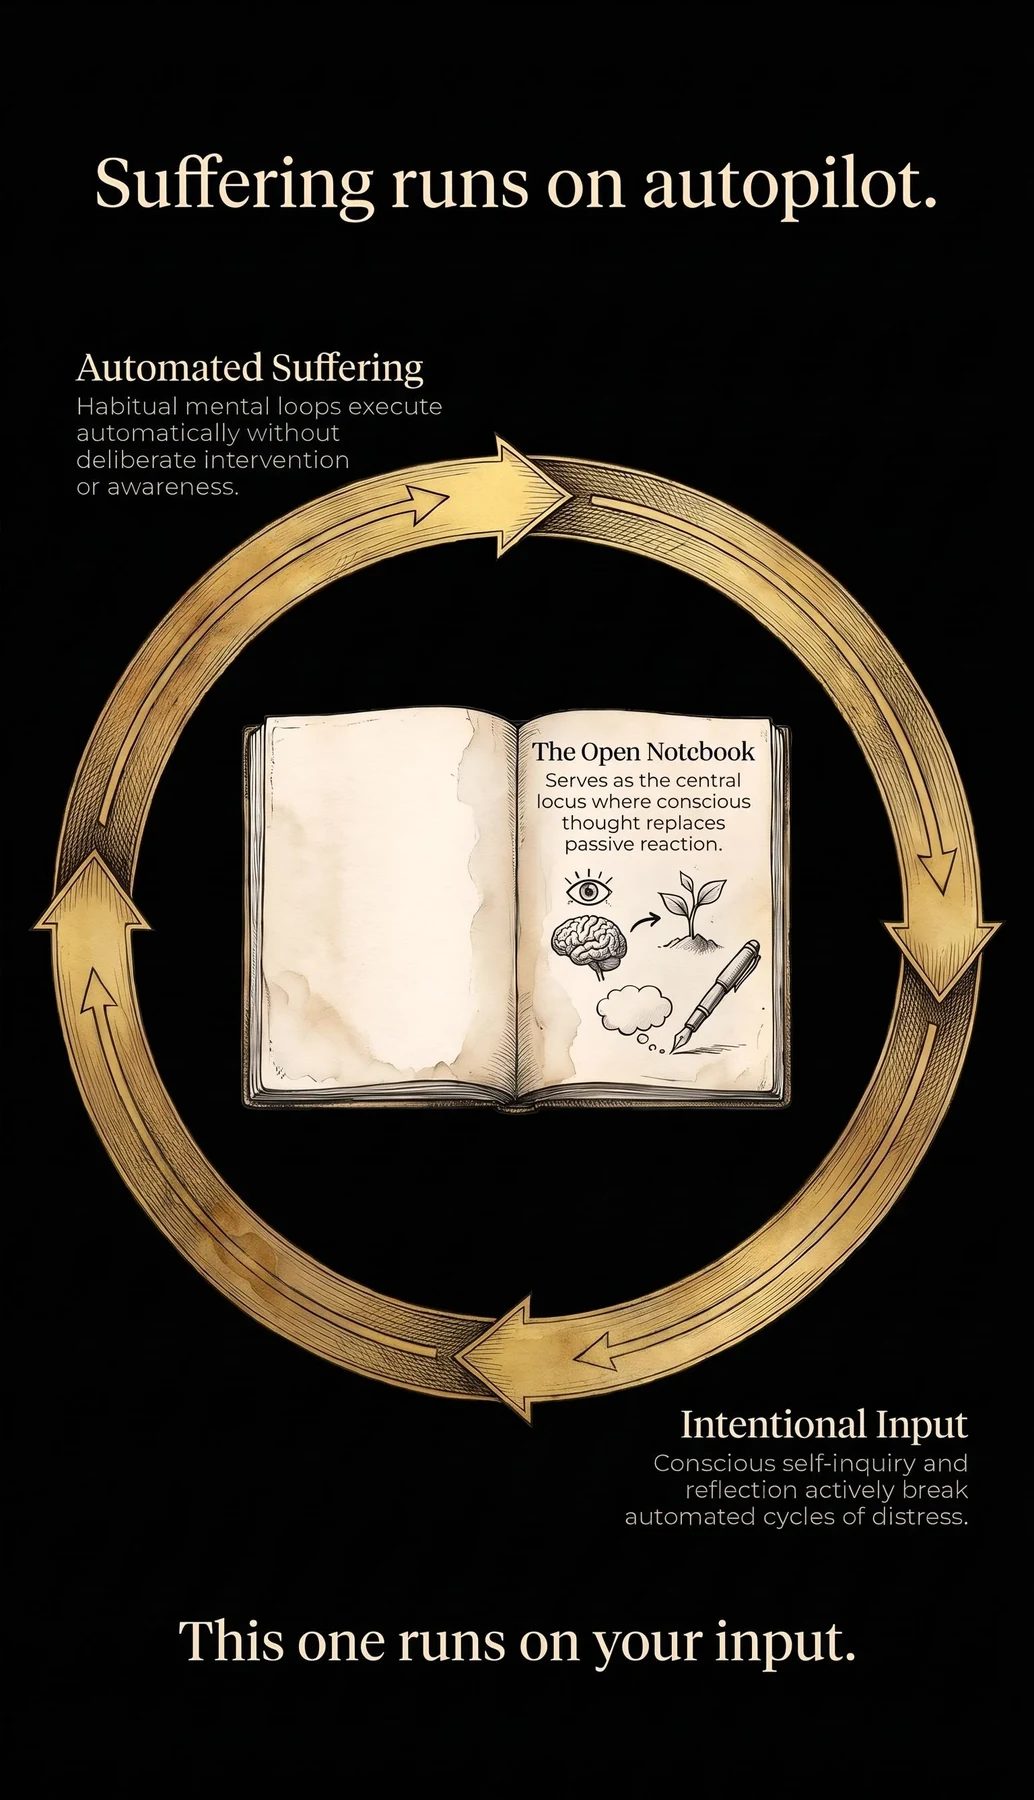 Suffering runs on autopilot.
Automated Suffering
Habitual mental loops execute
automatically without
deliberate intervention
or awareness.
The Open Notebook
Serves as the central
locus where conscious
thought replaces
passive reaction.
Intentional Input
Conscious self-inquiry and
reflection actively break
automated cycles of distress.
This one runs on your input.